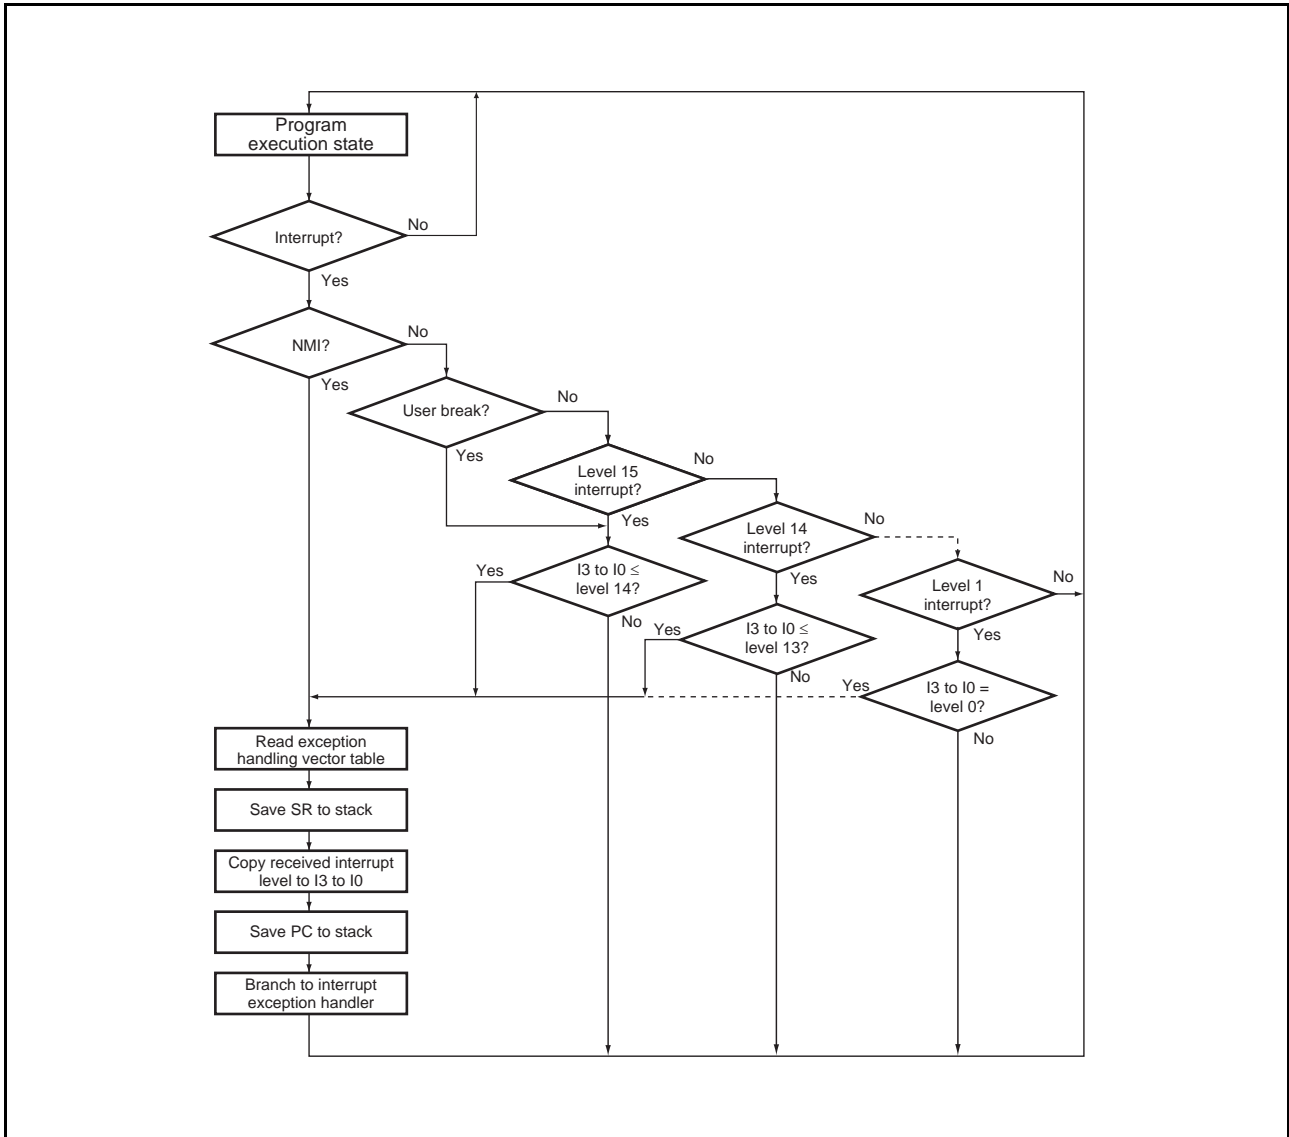 Program
execution state
Interrupt?
No
Yes
NMI?
No
Yes
User break?
No
Yes
Level 15
interrupt?
No
Yes
Level 14
interrupt?
No
Yes
Level 1
interrupt?
No
Yes
I3 to I0 ≤
level 14?
Yes
No
I3 to I0 ≤
level 13?
Yes
No
I3 to I0 =
level 0?
Yes
No
Read exception
handling vector table
Save SR to stack
Copy received interrupt
level to I3 to I0
Save PC to stack
Branch to interrupt
exception handler